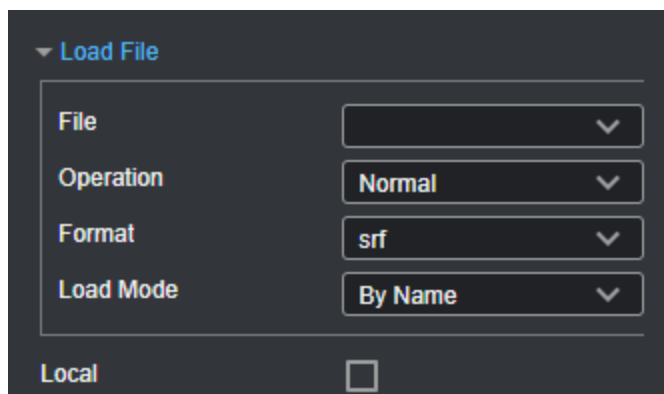 Load File
File
Operation Normal
Format srf
Load Mode By Name
Local